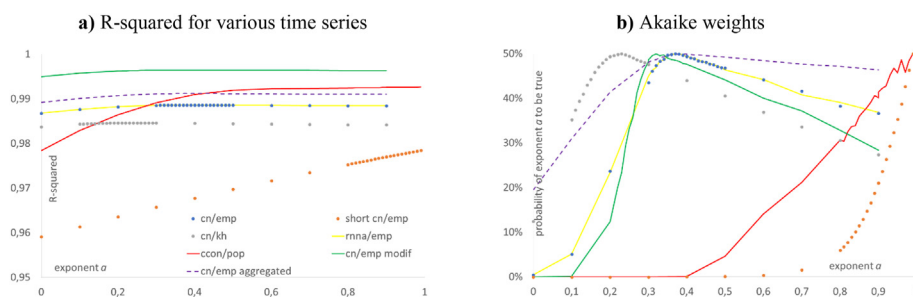 a) R-squared for various time series
1
0,99
0,98
0,97
0,96
0,95
R-squared
0 0,2 0,4 0,6 0,8 1
exponent a
cn/emp short cn/emp
cn/kh rnna/emp
ccon/pop cn/emp modif
cn/emp aggregated
b) Akaike weights
50%
40%
30%
20%
10%
0%
probability of exponent α to be true
0 0,1 0,2 0,3 0,4 0,5 0,6 0,7 0,8 0,9
exponent a